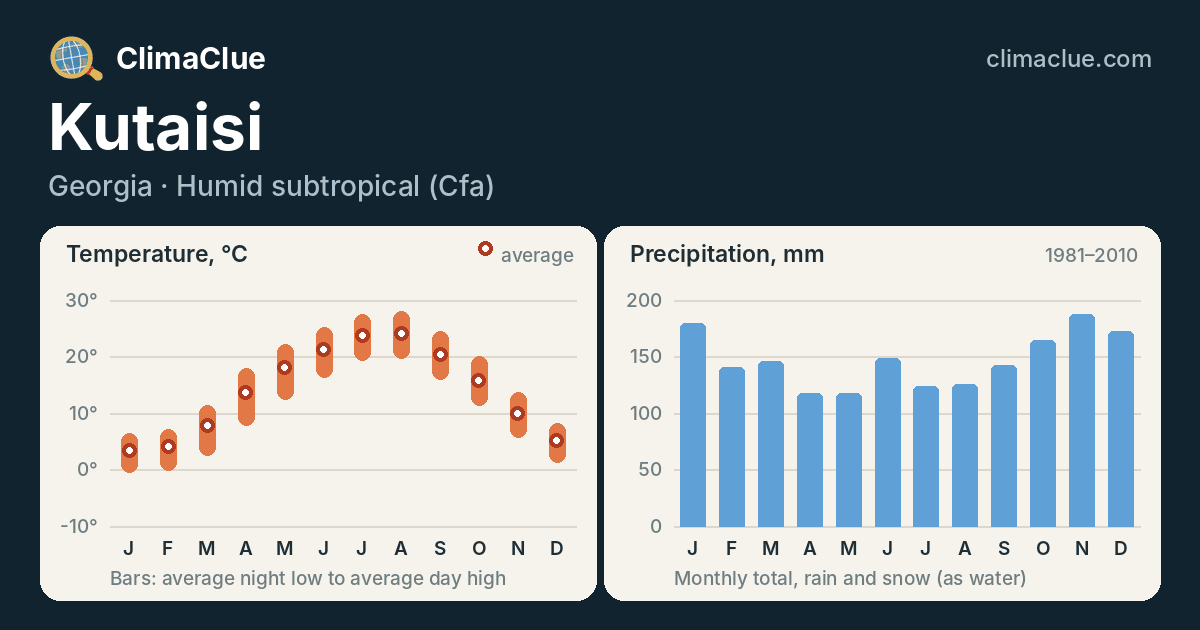 ClimaClue
climaclue.com
Kutaisi
Georgia · Humid subtropical (Cfa)
Temperature, °C
average
30°
20°
10°
0°
-10°
J F M A M J J A S O N D
Bars: average night low to average day high
Precipitation, mm
1981–2010
200
150
100
50
0
J F M A M J J A S O N D
Monthly total, rain and snow (as water)